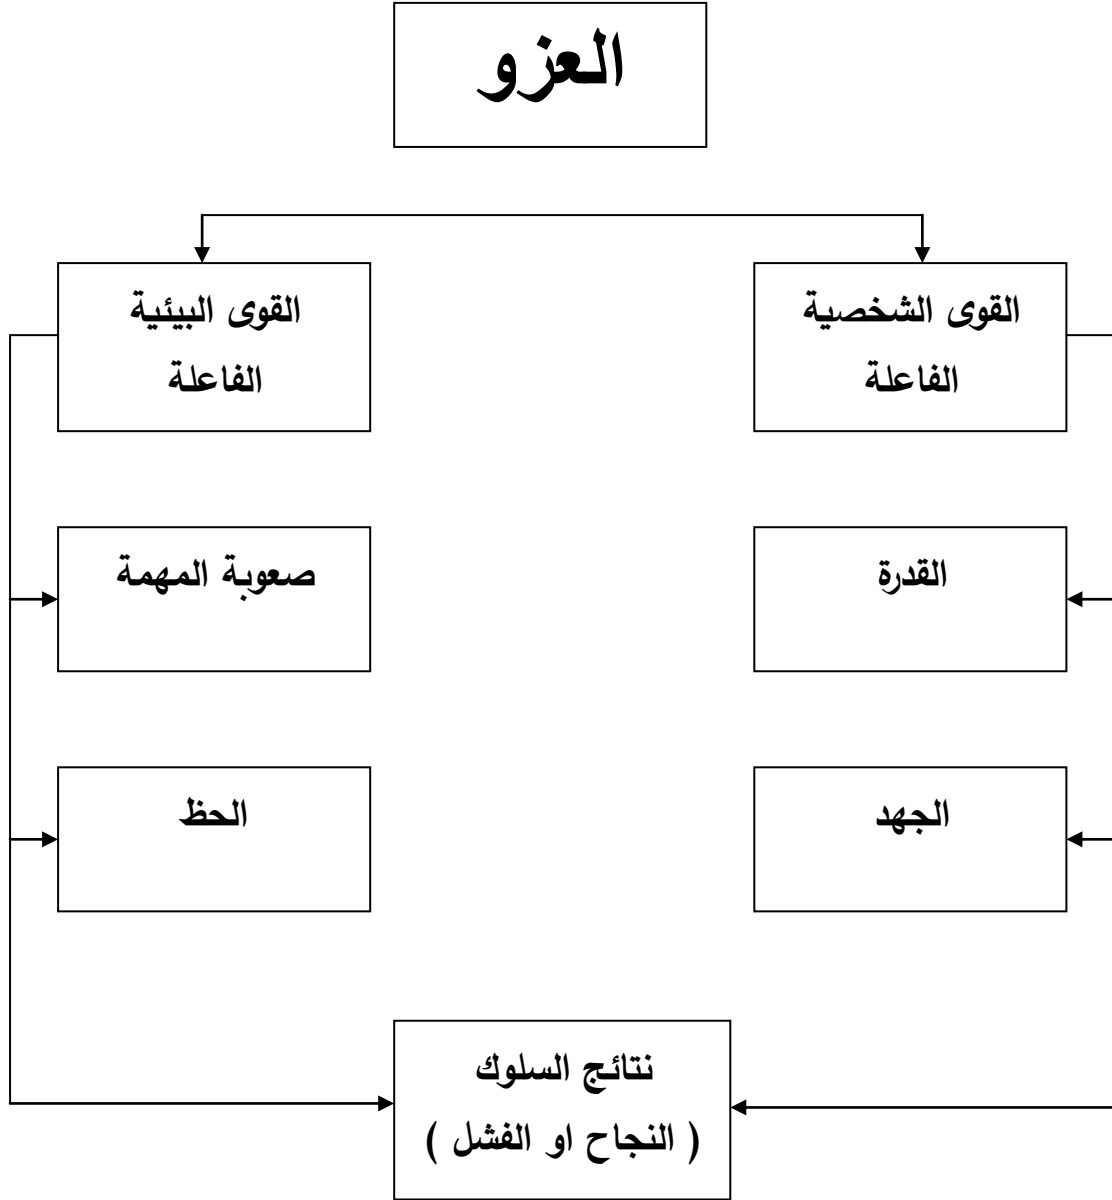 العزو
القوى الشخصية
الفاعلة
القوى البيئية
الفاعلة
القدرة
صعوبة المهمة
الجهد
الحظ
نتائج السلوك
( النجاح او الفشل )